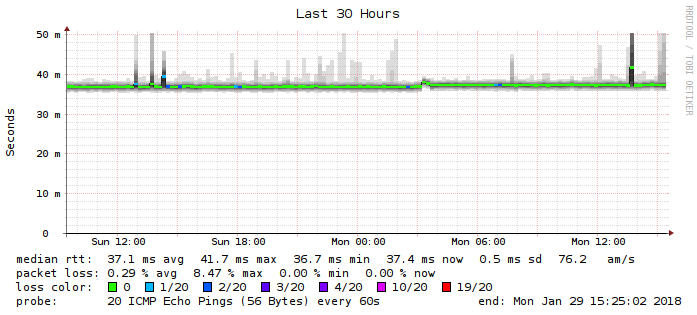 Last 30 Hours
RRDTOOL / TOBI OETIKER
Seconds
50 m
40 m
30 m
20 m
10 m
0
Sun 12:00 Sun 18:00 Mon 00:00 Mon 06:00 Mon 12:00
median rtt: 37.1 ms avg 41.7 ms max 36.7 ms min 37.4 ms now 0.5 ms sd 76.2 am/s
packet loss: 0.29 % avg 8.47 % max 0.00 % min 0.00 % now
loss color: 0 1/20 2/20 3/20 4/20 10/20 19/20
probe: 20 ICMP Echo Pings (56 Bytes) every 60s end: Mon Jan 29 15:25:02 2018